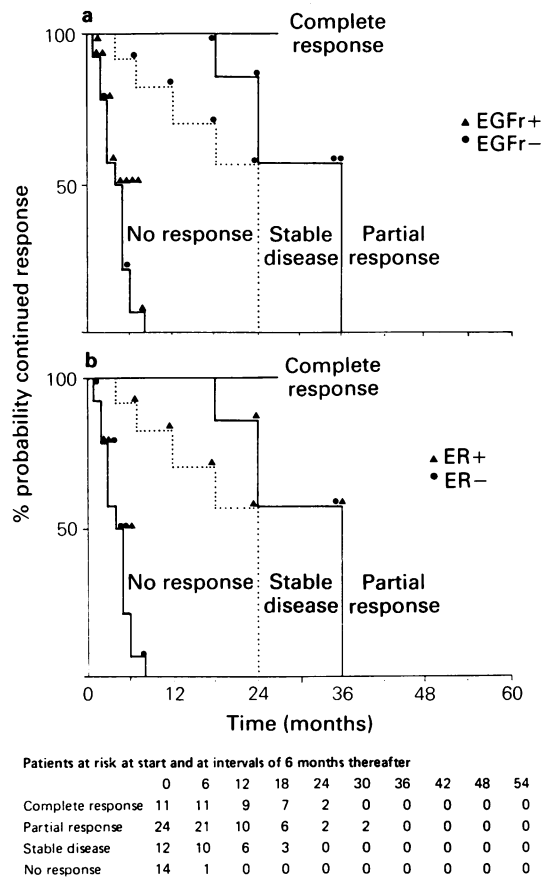 a
Complete
response
100
▲ EGFr+
● EGFr−
50
No response
Stable
disease
Partial
response
% probability continued response
b
Complete
response
100
▲ ER+
● ER−
50
No response
Stable
disease
Partial
response
0 12 24 36 48 60
Time (months)
Patients at risk at start and at intervals of 6 months thereafter
0 6 12 18 24 30 36 42 48 54
Complete response 11 11 9 7 2 0 0 0 0 0
Partial response 24 21 10 6 2 2 0 0 0 0
Stable disease 12 10 6 3 0 0 0 0 0 0
No response 14 1 0 0 0 0 0 0 0 0